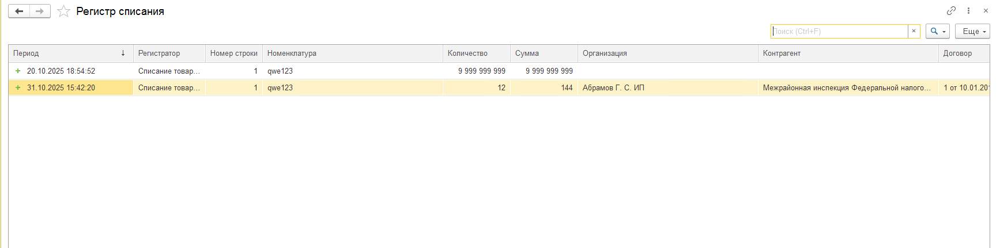 Регистр списания
Поиск (Ctrl+F)
Еще
Период Регистратор Номер строки Номенклатура Количество Сумма Организация Контрагент Договор
20.10.2025 18:54:52 Списание товар... 1 qwe123 9 999 999 999 9 999 999 999
31.10.2025 15:42:20 Списание товар... 1 qwe123 12 144 Абрамов Г. С. ИП Межрайонная инспекция Федеральной налого... 1 от 10.01.201